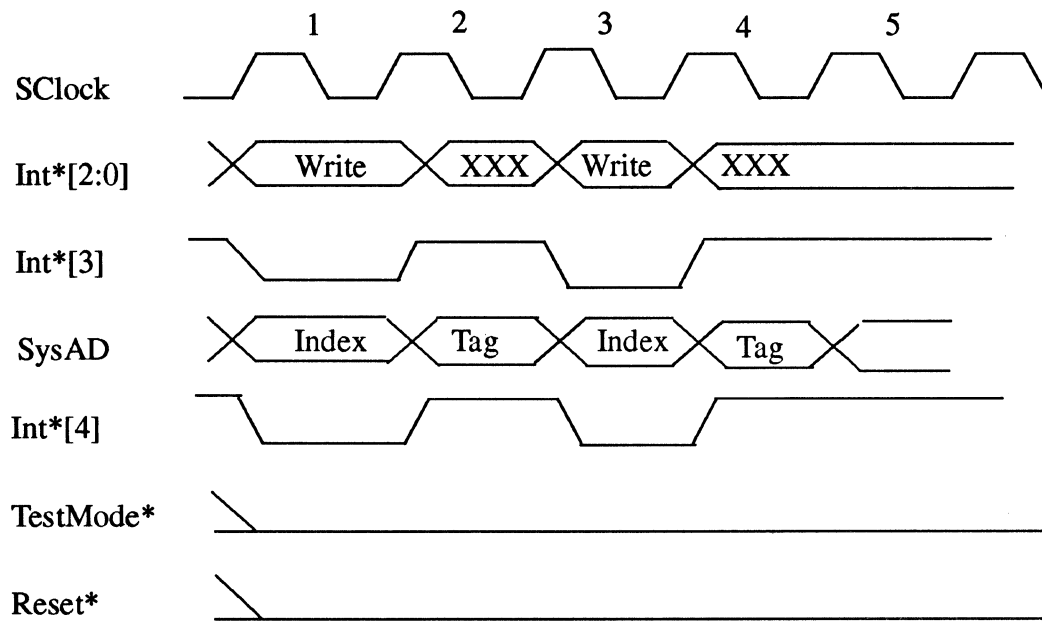 1 2 3 4 5
SClock
Int*[2:0] Write XXX Write XXX
Int*[3]
SysAD Index Tag Index Tag
Int*[4]
TestMode*
Reset*